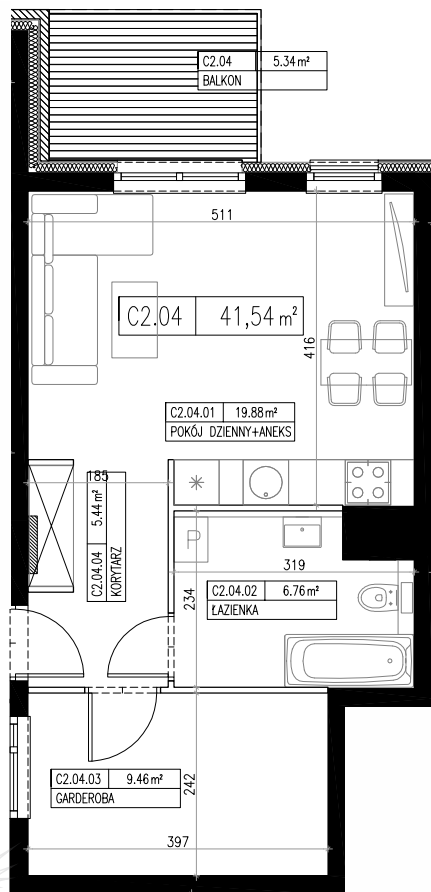 C2.04 5.34 m²
BALKON
511
C2.04 41,54 m²
416
C2.04.01 19.88 m²
POKÓJ DZIENNY+ANEKS
185
C2.04.04 5.44 m²
KORYTARZ
P
319
234
C2.04.02 6.76 m²
ŁAZIENKA
C2.04.03 9.46 m²
GARDEROBA
242
397